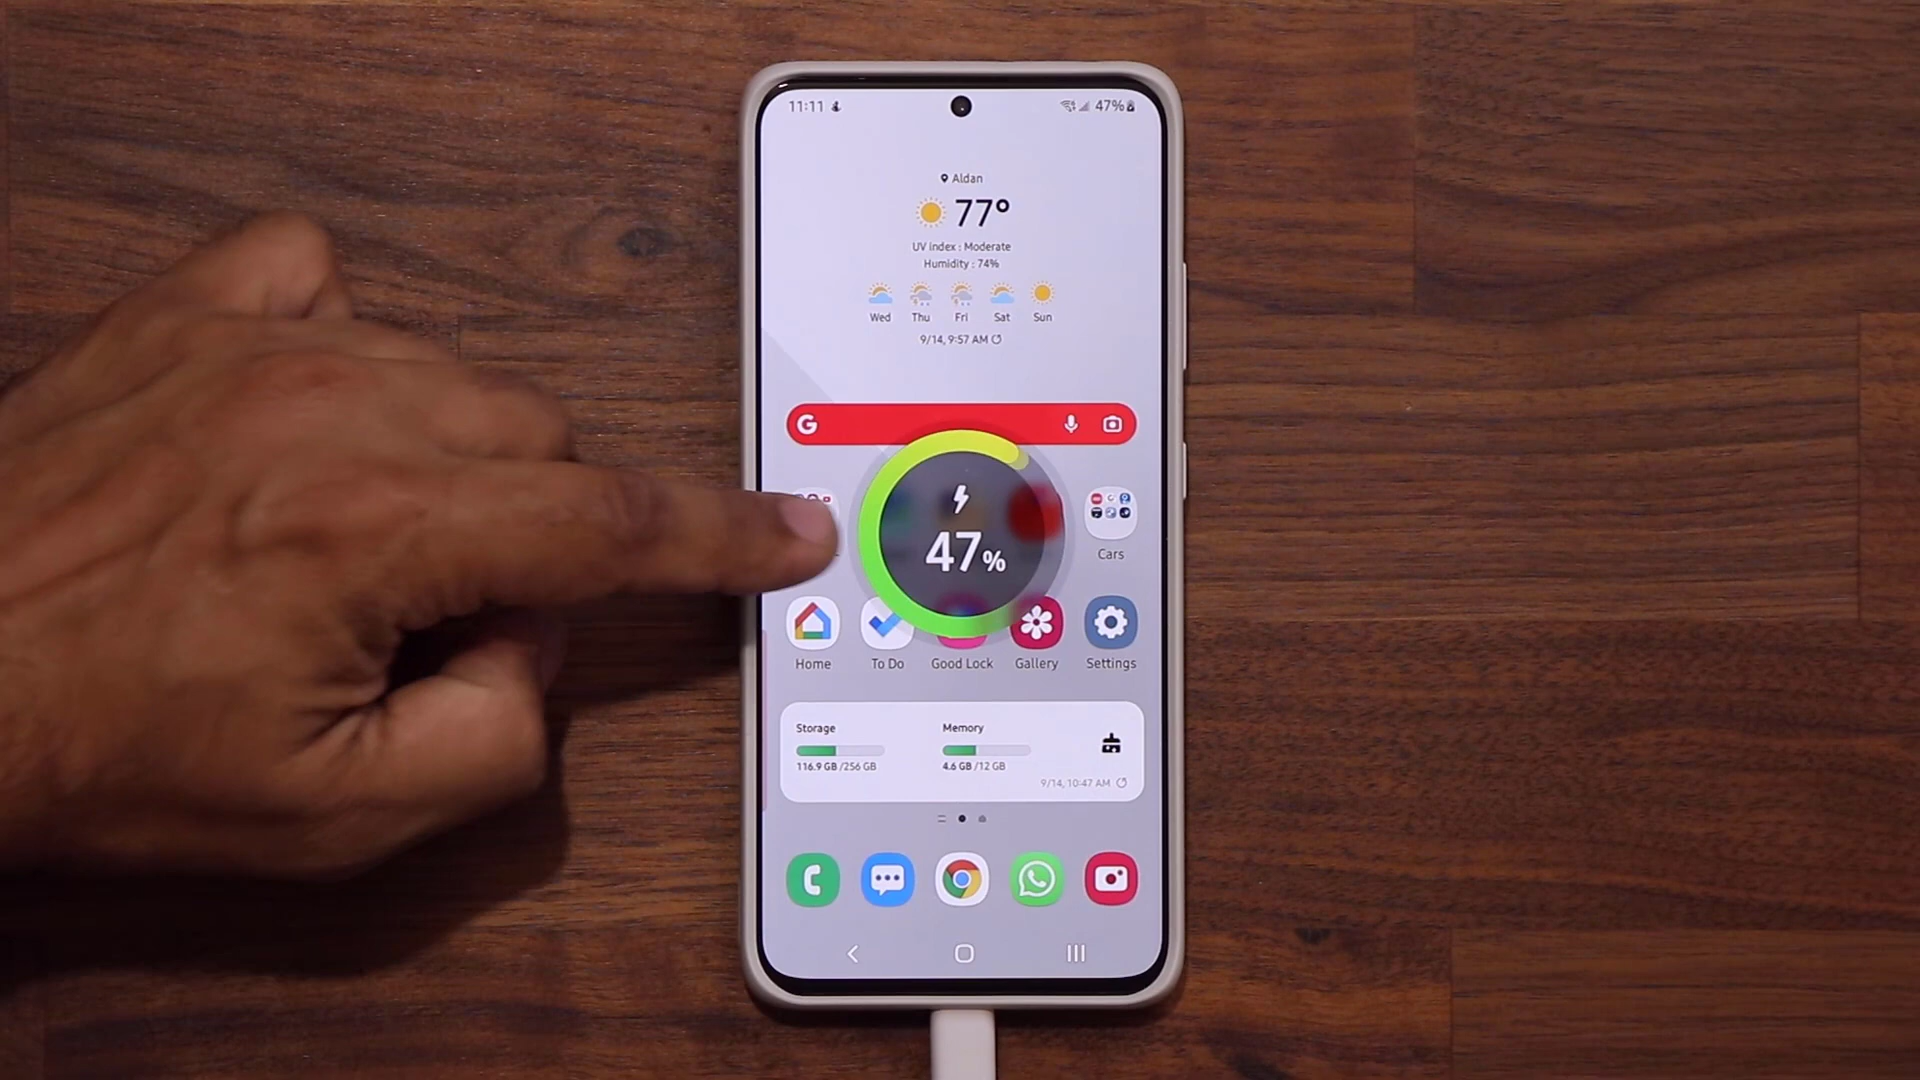 11:11
47%
Aldan
77°
UV index : Moderate
Humidity : 74%
Wed Thu Fri Sat Sun
9/14, 9:57 AM
G
47%
Cars
Home To Do Good Lock Gallery Settings
Storage Memory
116.9 GB /256 GB 4.6 GB /12 GB
9/14, 10:47 AM